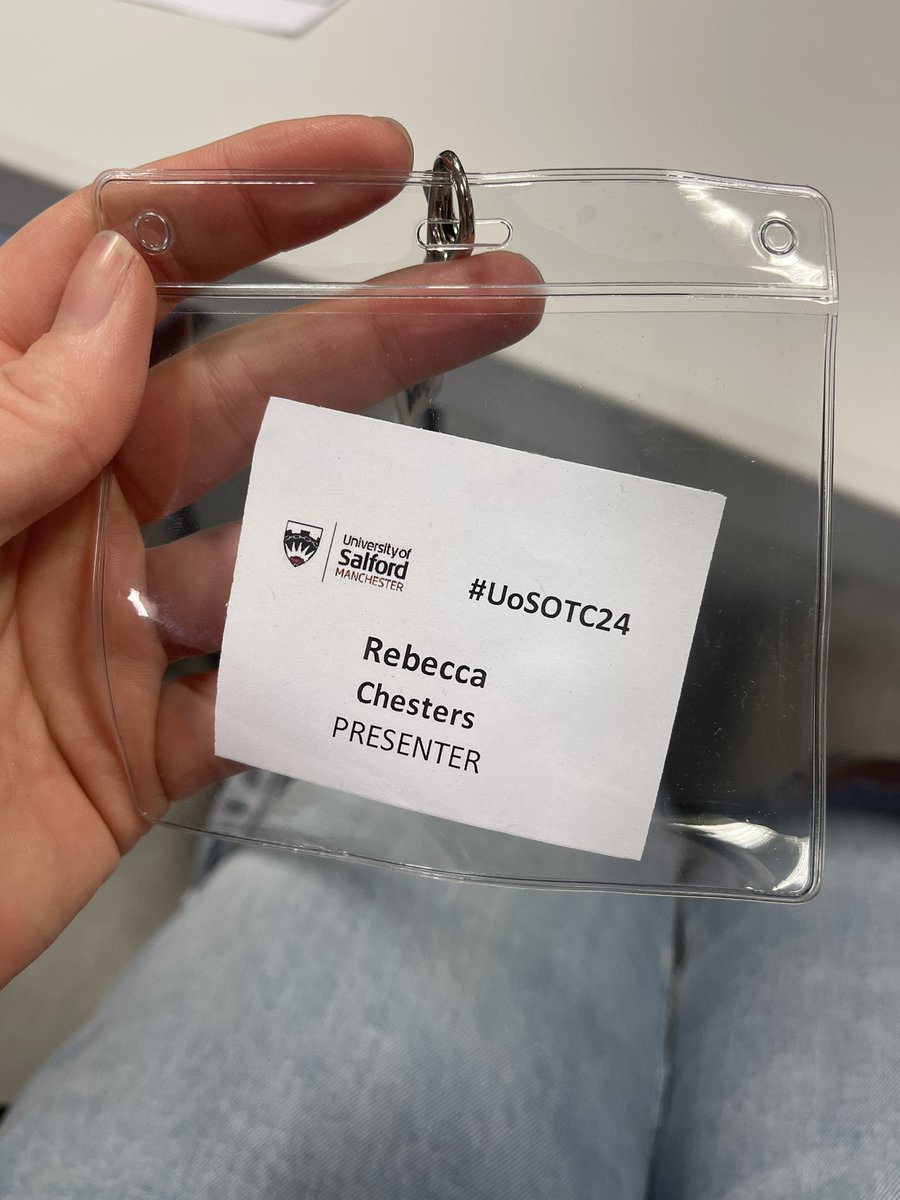 University of
Salford
MANCHESTER
#UoSOTC24
Rebecca
Chesters
PRESENTER